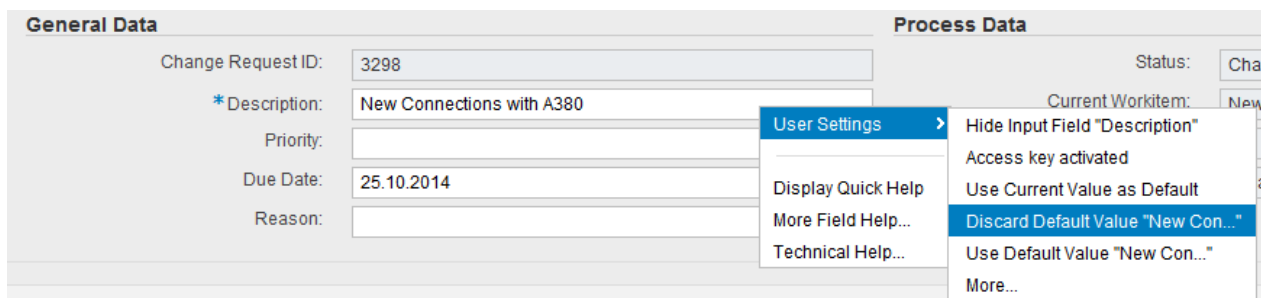 General Data
Process Data
Change Request ID: 3298
Status: Cha
*Description: New Connections with A380
Current Workitem: New
Priority:
Due Date: 25.10.2014
Reason:
User Settings
Display Quick Help
More Field Help...
Technical Help...
Hide Input Field "Description"
Access key activated
Use Current Value as Default
Discard Default Value "New Con..."
Use Default Value "New Con..."
More...